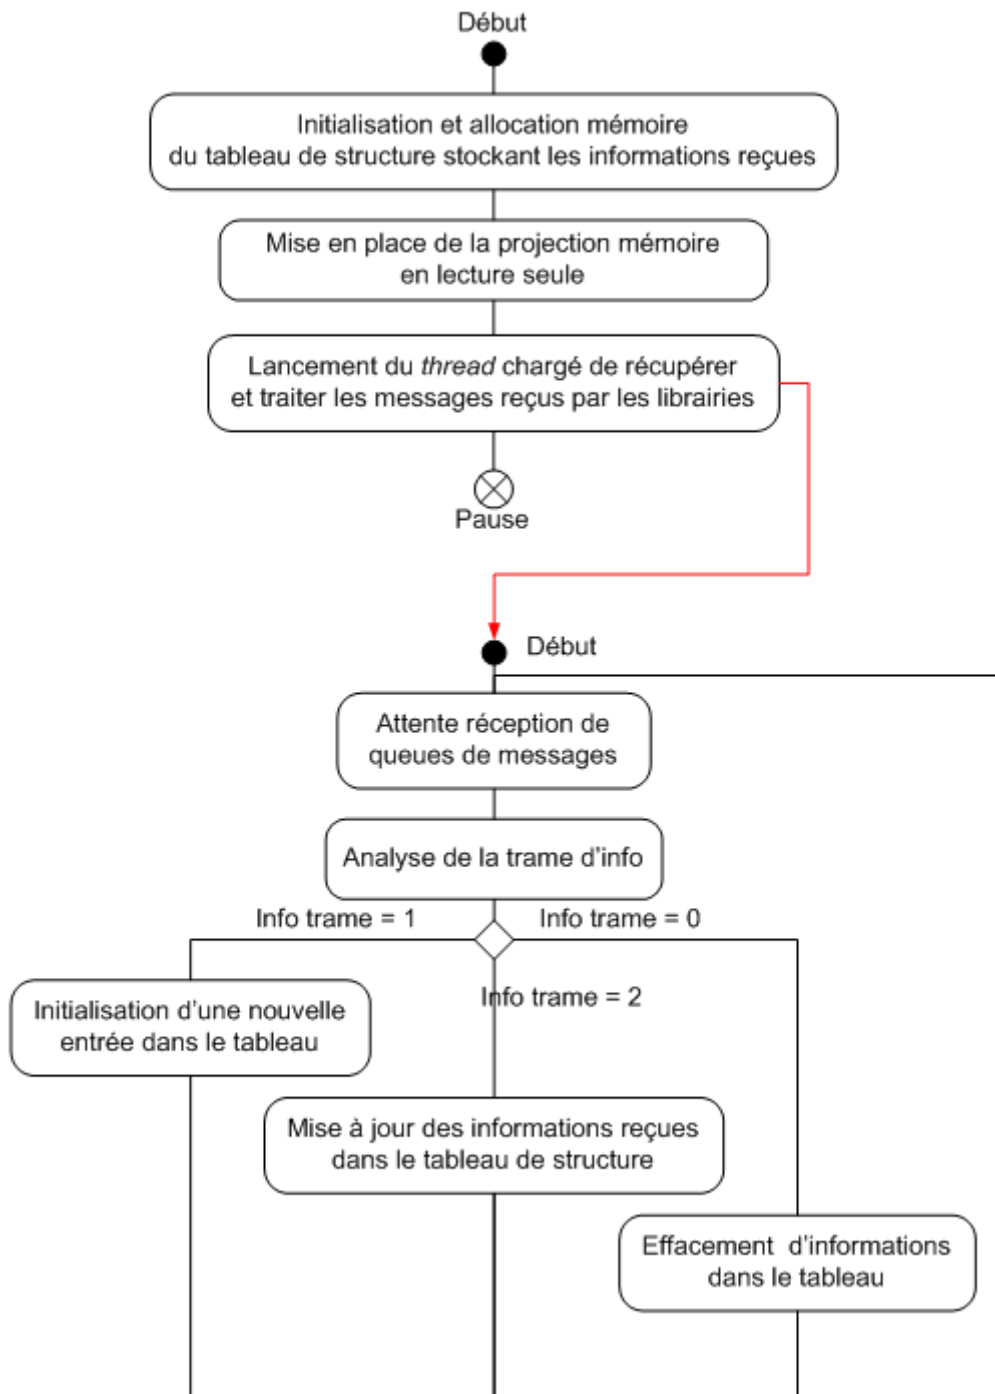 Début
Initialisation et allocation mémoire
du tableau de structure stockant les informations reçues
Mise en place de la projection mémoire
en lecture seule
Lancement du thread chargé de récupérer
et traiter les messages reçus par les librairies
Pause
Début
Attente réception de
queues de messages
Analyse de la trame d'info
Info trame = 1
Info trame = 0
Info trame = 2
Initialisation d'une nouvelle
entrée dans le tableau
Mise à jour des informations reçues
dans le tableau de structure
Effacement d'informations
dans le tableau